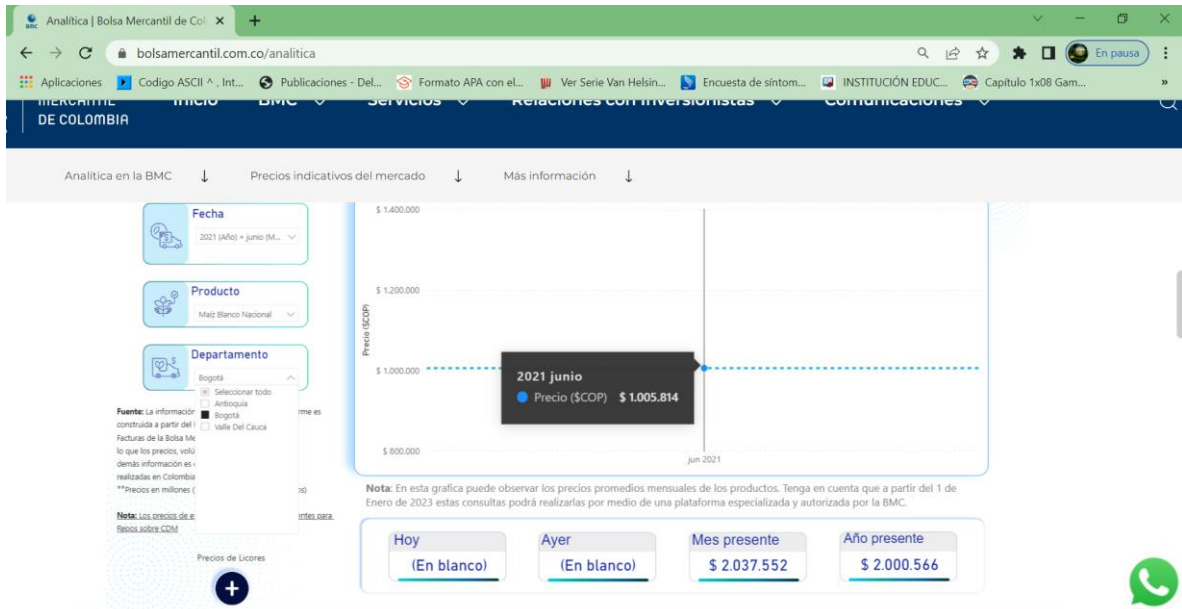 Analítica | Bolsa Mercantil de Col
bolsamercantil.com.co/analitica
En pausa
Aplicaciones
Codigo ASCII ^ , Int...
Publicaciones - Del...
Formato APA con el...
Ver Serie Van Helsin...
Encuesta de síntom...
INSTITUCIÓN EDUC...
Capítulo 1x08 Gam...
»
MERCANTIL
DE COLOMBIA
Inicio
BMC
Servicios
Relaciones con Inversionistas
Comunicaciones
Analítica en la BMC ↓
Precios indicativos del mercado ↓
Más información ↓
Fecha
2021 (Año) + junio (M...
Producto
Maíz Blanco Nacional
Departamento
Bogotá
Seleccionar todo
Antioquia
Bogotá
Valle Del Cauca
Fuente: La información
rme es
construida a partir del
Facturas de la Bolsa Me
lo que los precios, volú
demás información es
realizadas en Colombia
**Precios en millones (
os)
Nota: Los precios de e
entes para
Repos sobre CDM
Precios de Licores
+
Precio ($COP)
$ 1.400.000
$ 1.200.000
$ 1.000.000
$ 800.000
2021 junio
Precio ($COP) $ 1.005.814
jun 2021
Nota: En esta grafica puede observar los precios promedios mensuales de los productos. Tenga en cuenta que a partir del 1 de
Enero de 2023 estas consultas podrá realizarlas por medio de una plataforma especializada y autorizada por la BMC.
Hoy
(En blanco)
Ayer
(En blanco)
Mes presente
$ 2.037.552
Año presente
$ 2.000.566